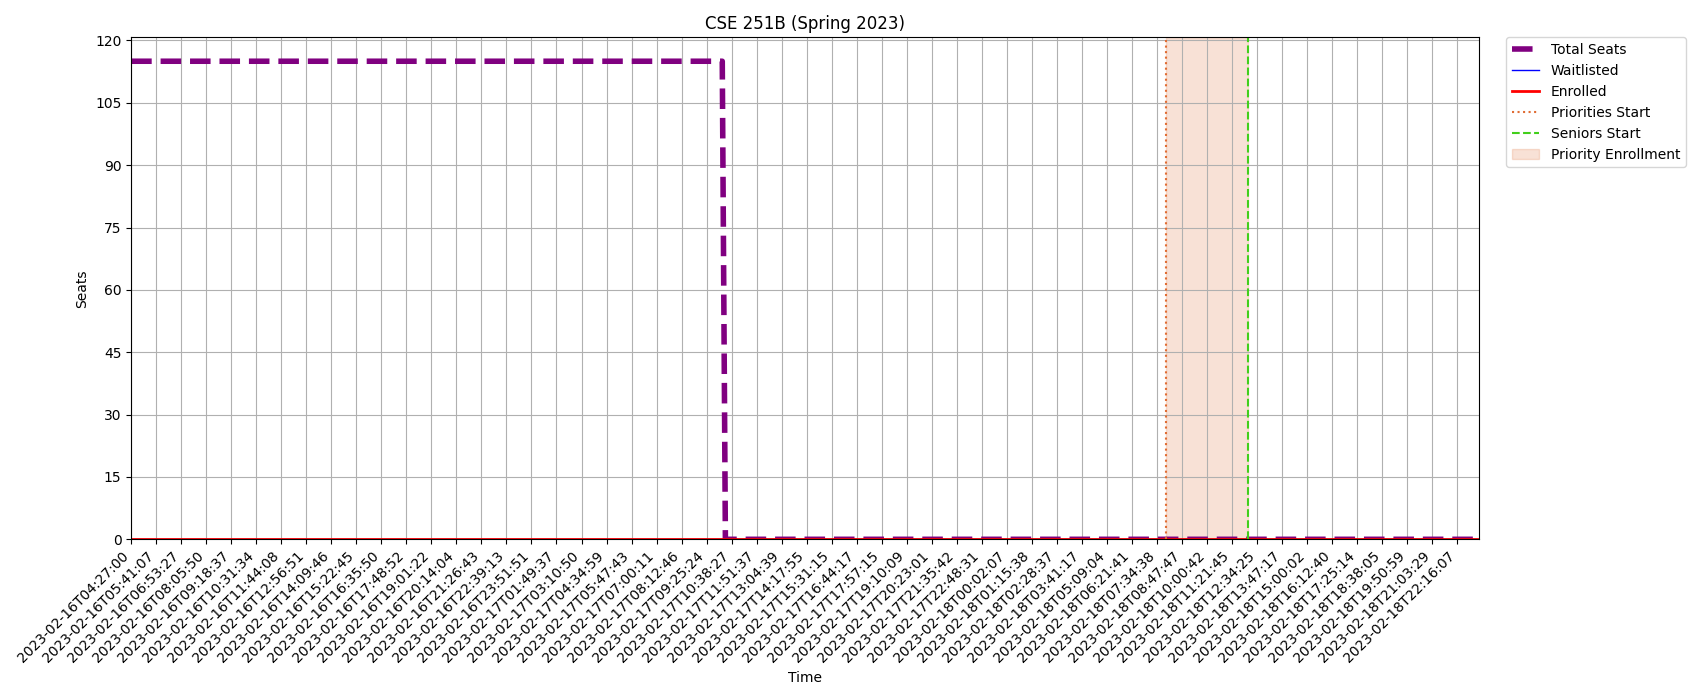 CSE 251B (Spring 2023)
Total Seats
Waitlisted
Enrolled
Priorities Start
Seniors Start
Priority Enrollment
Seats
120
105
90
75
60
45
30
15
0
2023-02-16T04:27:00
2023-02-16T05:41:07
2023-02-16T06:53:27
2023-02-16T08:05:50
2023-02-16T09:18:37
2023-02-16T10:31:34
2023-02-16T11:44:08
2023-02-16T12:56:51
2023-02-16T14:09:46
2023-02-16T15:22:45
2023-02-16T16:35:50
2023-02-16T17:48:52
2023-02-16T19:01:22
2023-02-16T20:14:04
2023-02-16T21:26:43
2023-02-16T22:39:13
2023-02-16T23:51:51
2023-02-17T01:49:37
2023-02-17T03:10:50
2023-02-17T04:34:59
2023-02-17T05:47:43
2023-02-17T07:00:11
2023-02-17T08:12:46
2023-02-17T09:25:24
2023-02-17T10:38:27
2023-02-17T11:51:37
2023-02-17T13:04:39
2023-02-17T14:17:55
2023-02-17T15:31:15
2023-02-17T16:44:17
2023-02-17T17:57:15
2023-02-17T19:10:09
2023-02-17T20:23:01
2023-02-17T21:35:42
2023-02-17T22:48:31
2023-02-18T00:02:07
2023-02-18T01:15:38
2023-02-18T02:28:37
2023-02-18T03:41:17
2023-02-18T05:09:04
2023-02-18T06:21:41
2023-02-18T07:34:38
2023-02-18T08:47:47
2023-02-18T10:00:42
2023-02-18T11:21:45
2023-02-18T12:34:25
2023-02-18T13:47:17
2023-02-18T15:00:02
2023-02-18T16:12:40
2023-02-18T17:25:14
2023-02-18T18:38:05
2023-02-18T19:50:59
2023-02-18T21:03:29
2023-02-18T22:16:07
Time